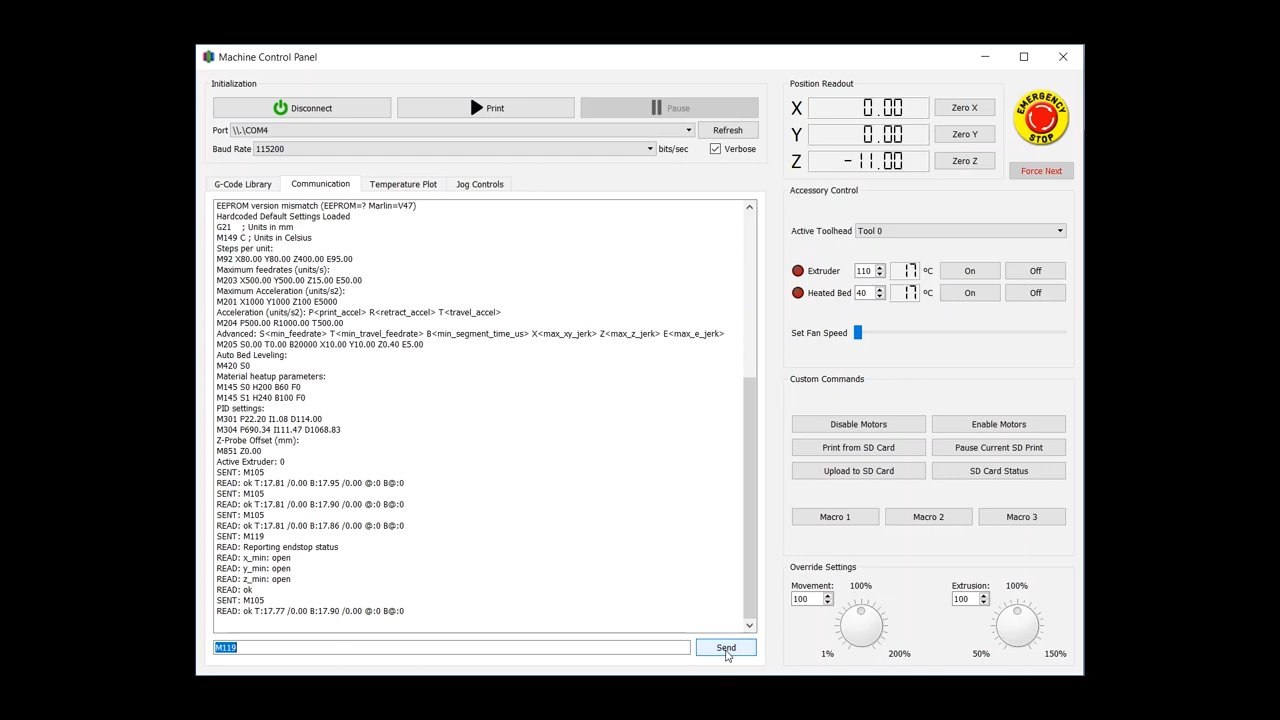 Machine Control Panel
Initialization
Disconnect
Print
Pause
Port \\.\COM4
Refresh
Baud Rate 115200 bits/sec
Verbose
G-Code Library
Communication
Temperature Plot
Jog Controls
EEPROM version mismatch (EEPROM=? Marlin=V47)
Hardcoded Default Settings Loaded
G21 ; Units in mm
M149 C ; Units in Celsius
Steps per unit:
M92 X80.00 Y80.00 Z400.00 E95.00
Maximum feedrates (units/s):
M203 X500.00 Y500.00 Z15.00 E50.00
Maximum Acceleration (units/s2):
M201 X1000 Y1000 Z100 E5000
Acceleration (units/s2): P<print_accel> R<retract_accel> T<travel_accel>
M204 P500.00 R1000.00 T500.00
Advanced: S<min_feedrate> T<min_travel_feedrate> B<min_segment_time_us> X<max_xy_jerk> Z<max_z_jerk> E<max_e_jerk>
M205 S0.00 T0.00 B20000 X10.00 Y10.00 Z0.40 E5.00
Auto Bed Leveling:
M420 S0
Material heatup parameters:
M145 S0 H200 B60 F0
M145 S1 H240 B100 F0
PID settings:
M301 P22.20 I1.08 D114.00
M304 P690.34 I111.47 D1068.83
Z-Probe Offset (mm):
M851 Z0.00
Active Extruder: 0
SENT: M105
READ: ok T:17.81 /0.00 B:17.95 /0.00 @:0 B@:0
SENT: M105
READ: ok T:17.81 /0.00 B:17.90 /0.00 @:0 B@:0
SENT: M105
READ: ok T:17.81 /0.00 B:17.86 /0.00 @:0 B@:0
SENT: M119
READ: Reporting endstop status
READ: x_min: open
READ: y_min: open
READ: z_min: open
READ: ok
SENT: M105
READ: ok T:17.77 /0.00 B:17.90 /0.00 @:0 B@:0
M119
Send
Position Readout
X 0.00 Zero X
Y 0.00 Zero Y
Z -11.00 Zero Z
EMERGENCY
STOP
Force Next
Accessory Control
Active Toolhead Tool 0
Extruder 110 17 ºC On Off
Heated Bed 40 17 ºC On Off
Set Fan Speed
Custom Commands
Disable Motors
Enable Motors
Print from SD Card
Pause Current SD Print
Upload to SD Card
SD Card Status
Macro 1
Macro 2
Macro 3
Override Settings
Movement: 100%
100
1% 200%
Extrusion: 100%
100
50% 150%